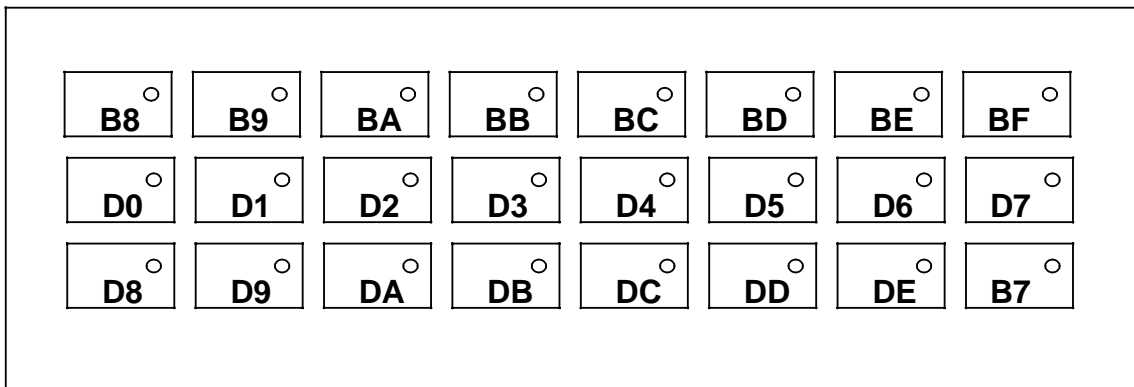 B8 B9 BA BB BC BD BE BF
D0 D1 D2 D3 D4 D5 D6 D7
D8 D9 DA DB DC DD DE B7